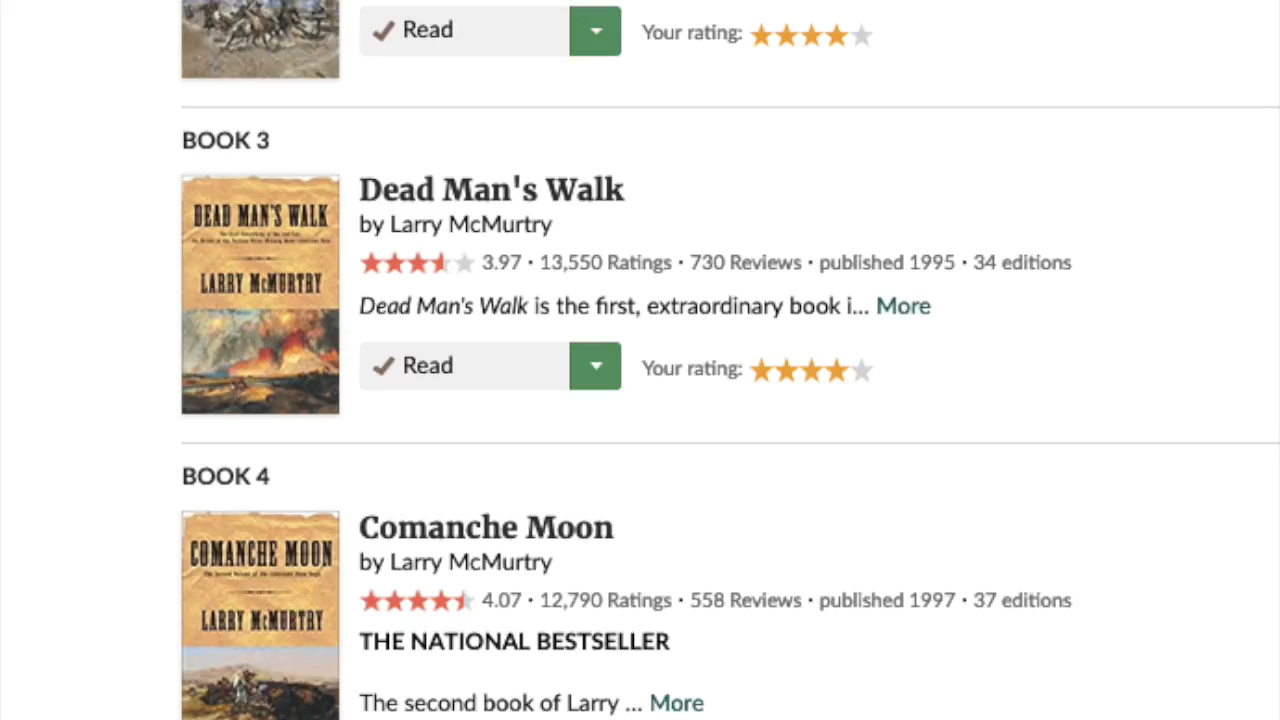 Read
Your rating:
BOOK 3
DEAD MAN'S WALK
LARRY McMURTRY
Dead Man's Walk
by Larry McMurtry
3.97 · 13,550 Ratings · 730 Reviews · published 1995 · 34 editions
Dead Man's Walk is the first, extraordinary book i... More
Read
Your rating:
BOOK 4
COMANCHE MOON
LARRY McMURTRY
Comanche Moon
by Larry McMurtry
4.07 · 12,790 Ratings · 558 Reviews · published 1997 · 37 editions
THE NATIONAL BESTSELLER
The second book of Larry ... More